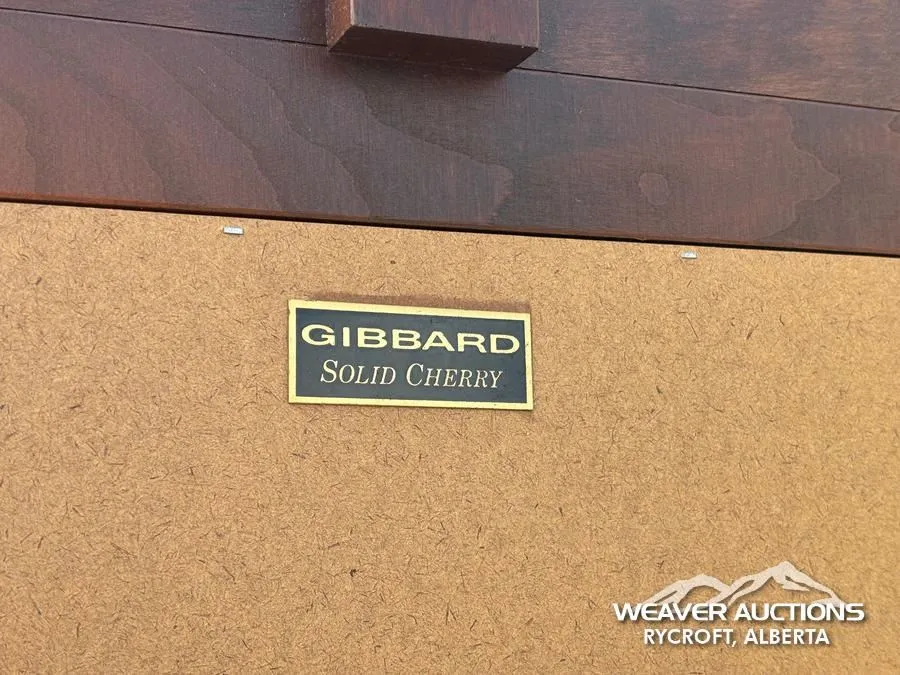 GIBBARD
SOLID CHERRY
WEAVER AUCTIONS
RYCROFT, ALBERTA